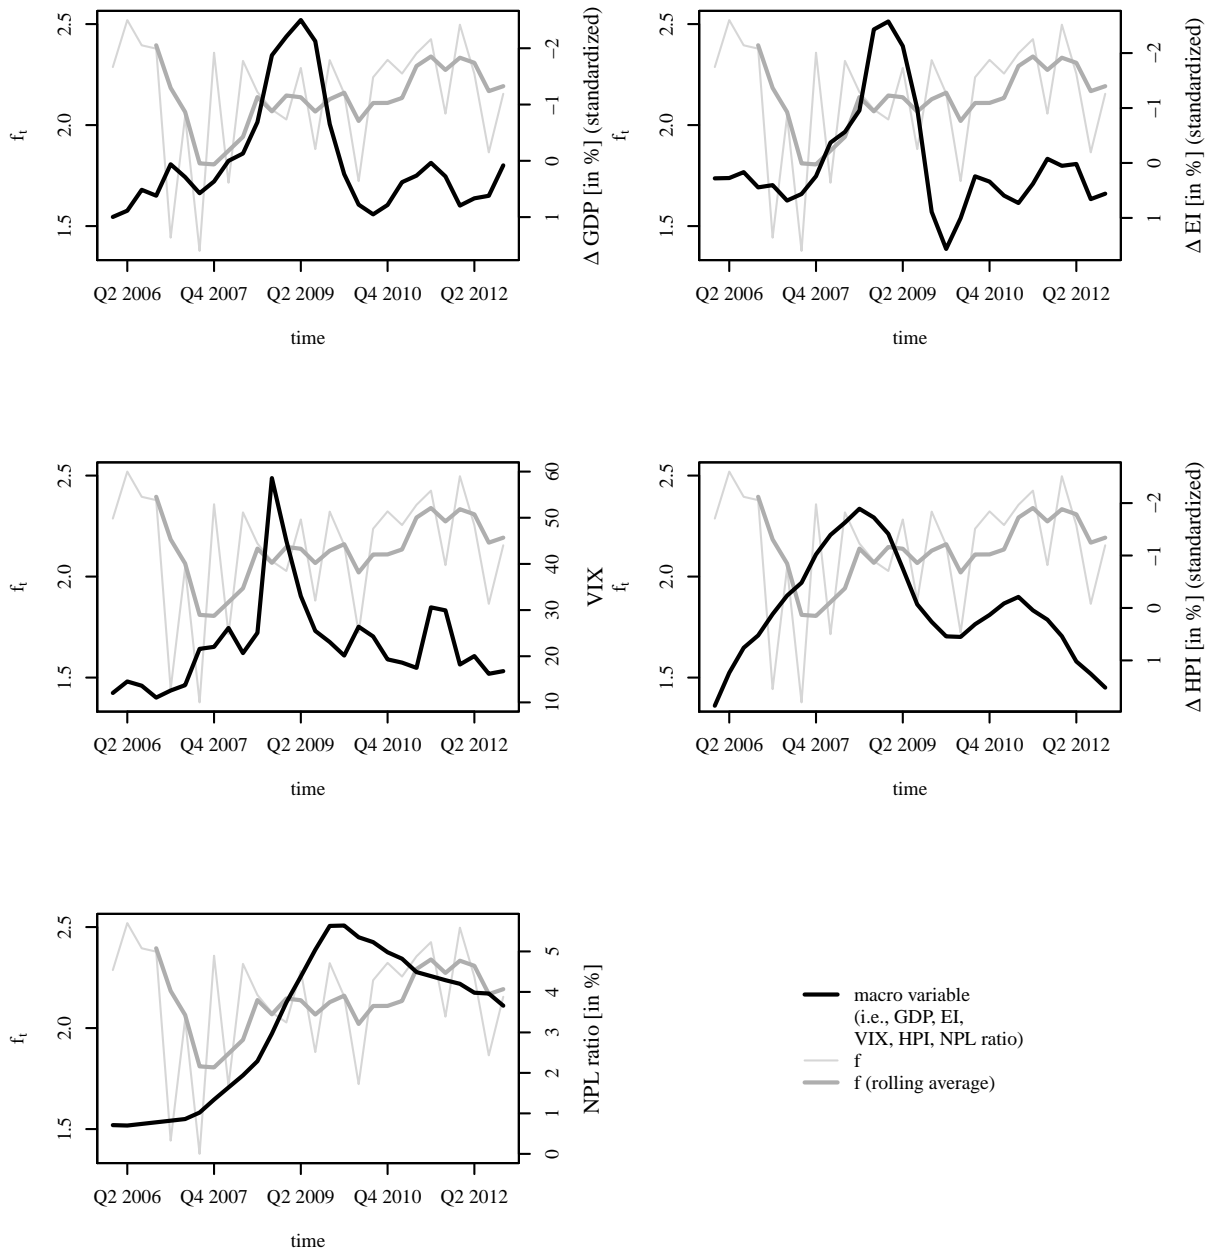 2.5
2.0
1.5
f_t
Q2 2006 Q4 2007 Q2 2009 Q4 2010 Q2 2012
time
−2
−1
0
1
Δ GDP [in %] (standardized)
2.5
2.0
1.5
f_t
Q2 2006 Q4 2007 Q2 2009 Q4 2010 Q2 2012
time
−2
−1
0
1
Δ EI [in %] (standardized)
2.5
2.0
1.5
f_t
Q2 2006 Q4 2007 Q2 2009 Q4 2010 Q2 2012
time
60
50
40
30
20
10
VIX
2.5
2.0
1.5
f_t
Q2 2006 Q4 2007 Q2 2009 Q4 2010 Q2 2012
time
−2
−1
0
1
Δ HPI [in %] (standardized)
2.5
2.0
1.5
f_t
Q2 2006 Q4 2007 Q2 2009 Q4 2010 Q2 2012
time
5
4
3
2
1
0
NPL ratio [in %]
macro variable
(i.e., GDP, EI,
VIX, HPI, NPL ratio)
f
f (rolling average)